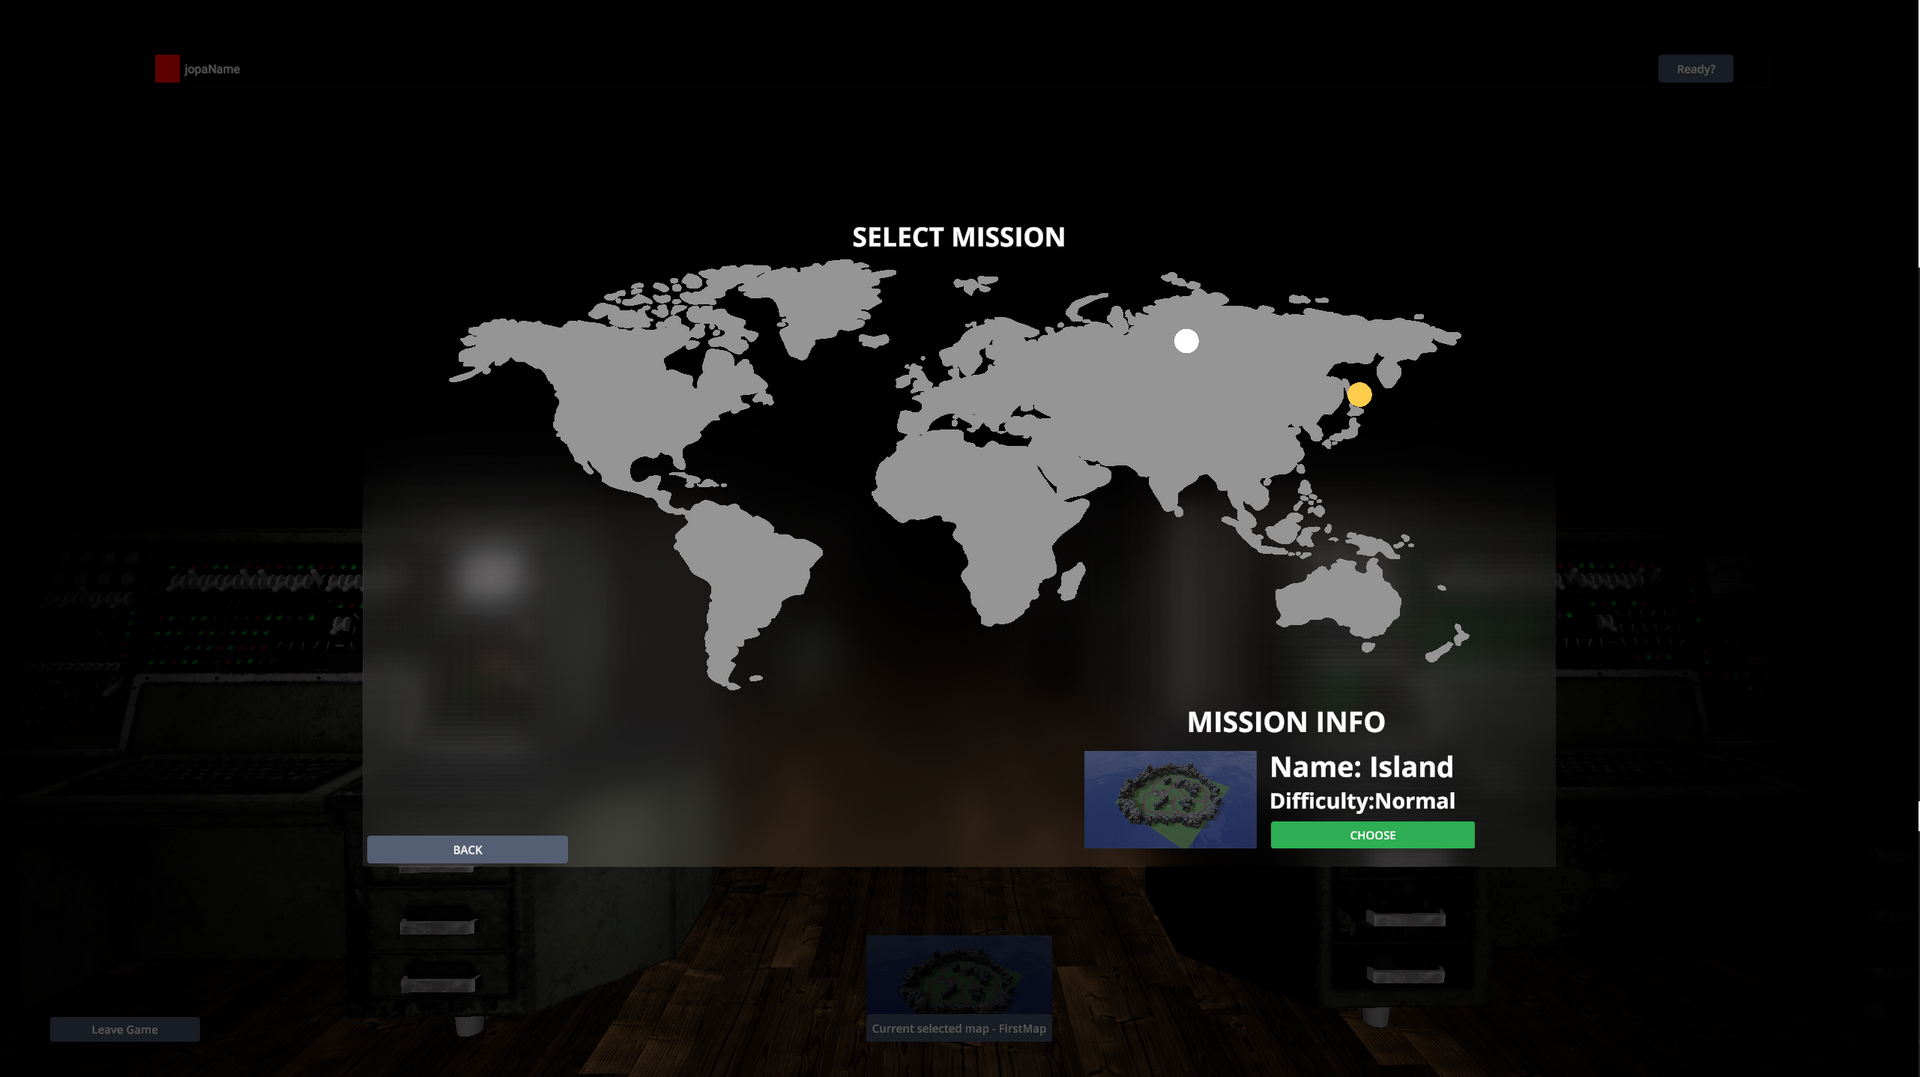 jopaName
Ready?
SELECT MISSION
MISSION INFO
Name: Island
Difficulty:Normal
CHOOSE
BACK
Current selected map - FirstMap
Leave Game